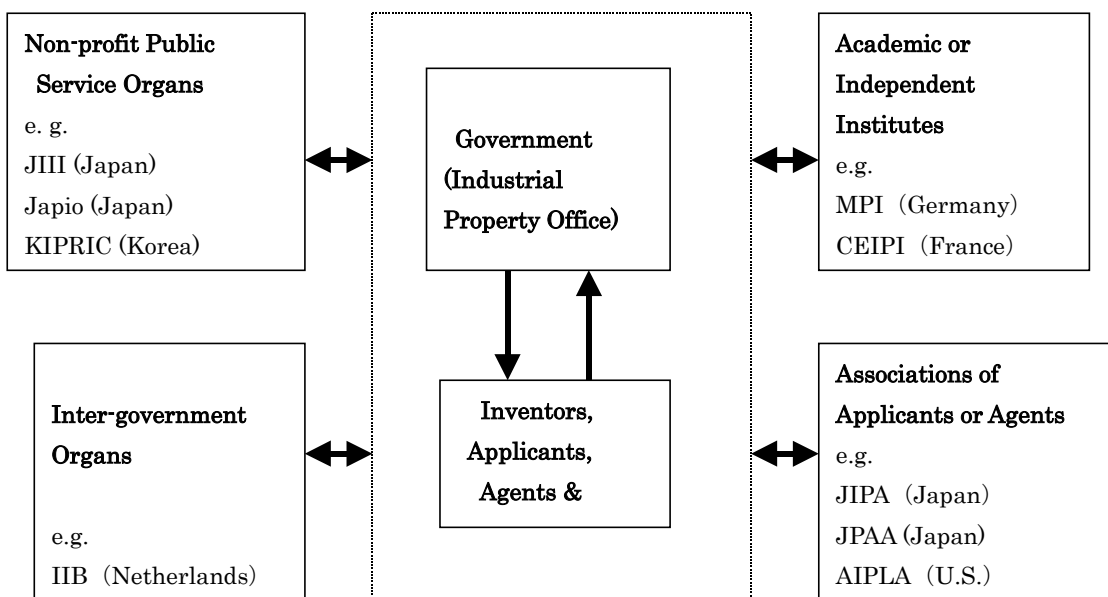 Non-profit Public
Service Organs
e. g.
JIII (Japan)
Japio (Japan)
KIPRIC (Korea)
Government
(Industrial
Property Office)
Academic or
Independent
Institutes
e.g.
MPI (Germany)
CEIPI (France)
Inter-government
Organs
e.g.
IIB (Netherlands)
Inventors,
Applicants,
Agents &
Associations of
Applicants or Agents
e.g.
JIPA (Japan)
JPAA (Japan)
AIPLA (U.S.)